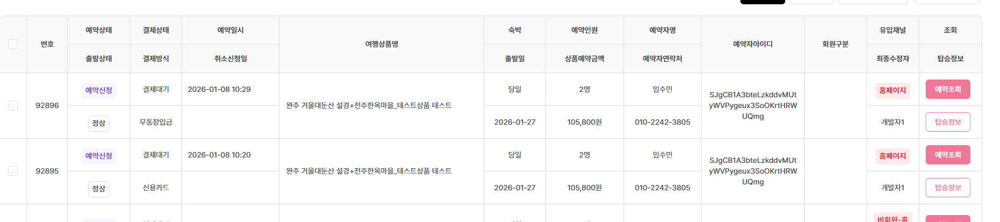 번호
예약상태
결제상태
예약일시
여행상품명
숙박
예약인원
예약자명
예약자아이디
회원구분
유입채널
조회
출발상태
결제방식
취소신청일
출발일
상품예약금액
예약자연락처
최종수정자
탑승정보
92896
예약신청
결제대기
2026-01-08 10:29
완주 겨울대둔산 설경+전주한옥마을_테스트상품 테스트
당일
2명
임수민
SJgCB1A3bteLzkddvMUt
yWVPygeux3SoOKrtHRW
UQmg
홈페이지
예약조회
정상
무통장입금
2026-01-27
105,800원
010-2242-3805
개발자1
탑승정보
92895
예약신청
결제대기
2026-01-08 10:20
완주 겨울대둔산 설경+전주한옥마을_테스트상품 테스트
당일
2명
임수민
SJgCB1A3bteLzkddvMUt
yWVPygeux3SoOKrtHRW
UQmg
홈페이지
예약조회
정상
신용카드
2026-01-27
105,800원
010-2242-3805
개발자1
탑승정보
비회원-홈